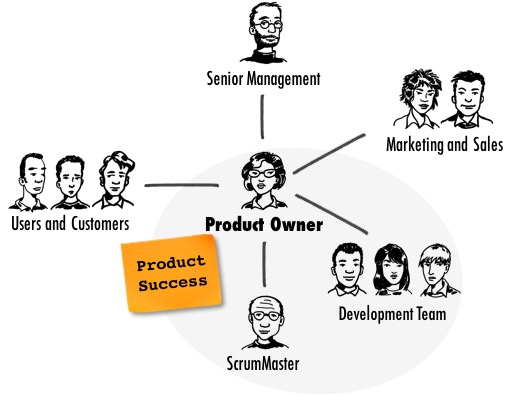 Senior Management
Marketing and Sales
Users and Customers
Product Owner
Product
Success
Development Team
ScrumMaster